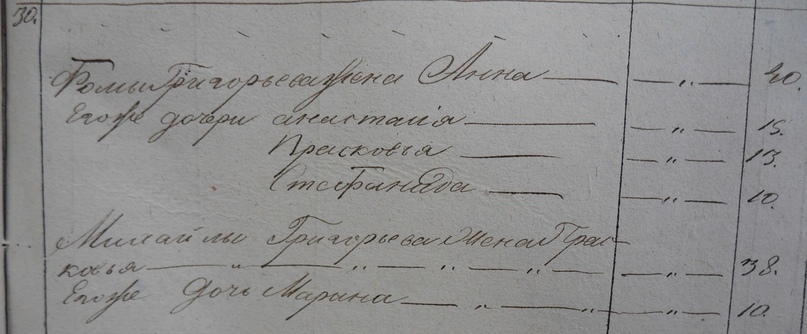 30.
Фомы Григорьева жена Анна — „ — 40.
Егоже дочери анастасія — „ — 15.
Прасковья — „ — 13.
Стефанида — „ — 10.
Михайлы Григорьева жена Прас-
ковья — „ — „ — „ — „ — „ — 38.
Егоже дочь Марина — „ — „ — 10.